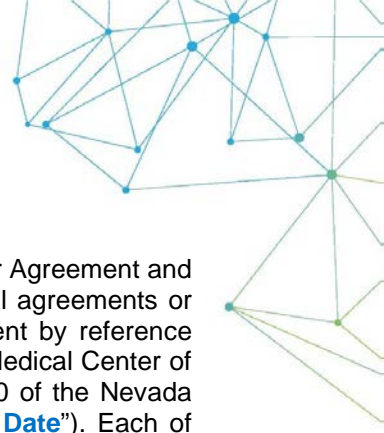 r Agreement and
l agreements or
ent by reference
Medical Center of
0 of the Nevada
Date"). Each of